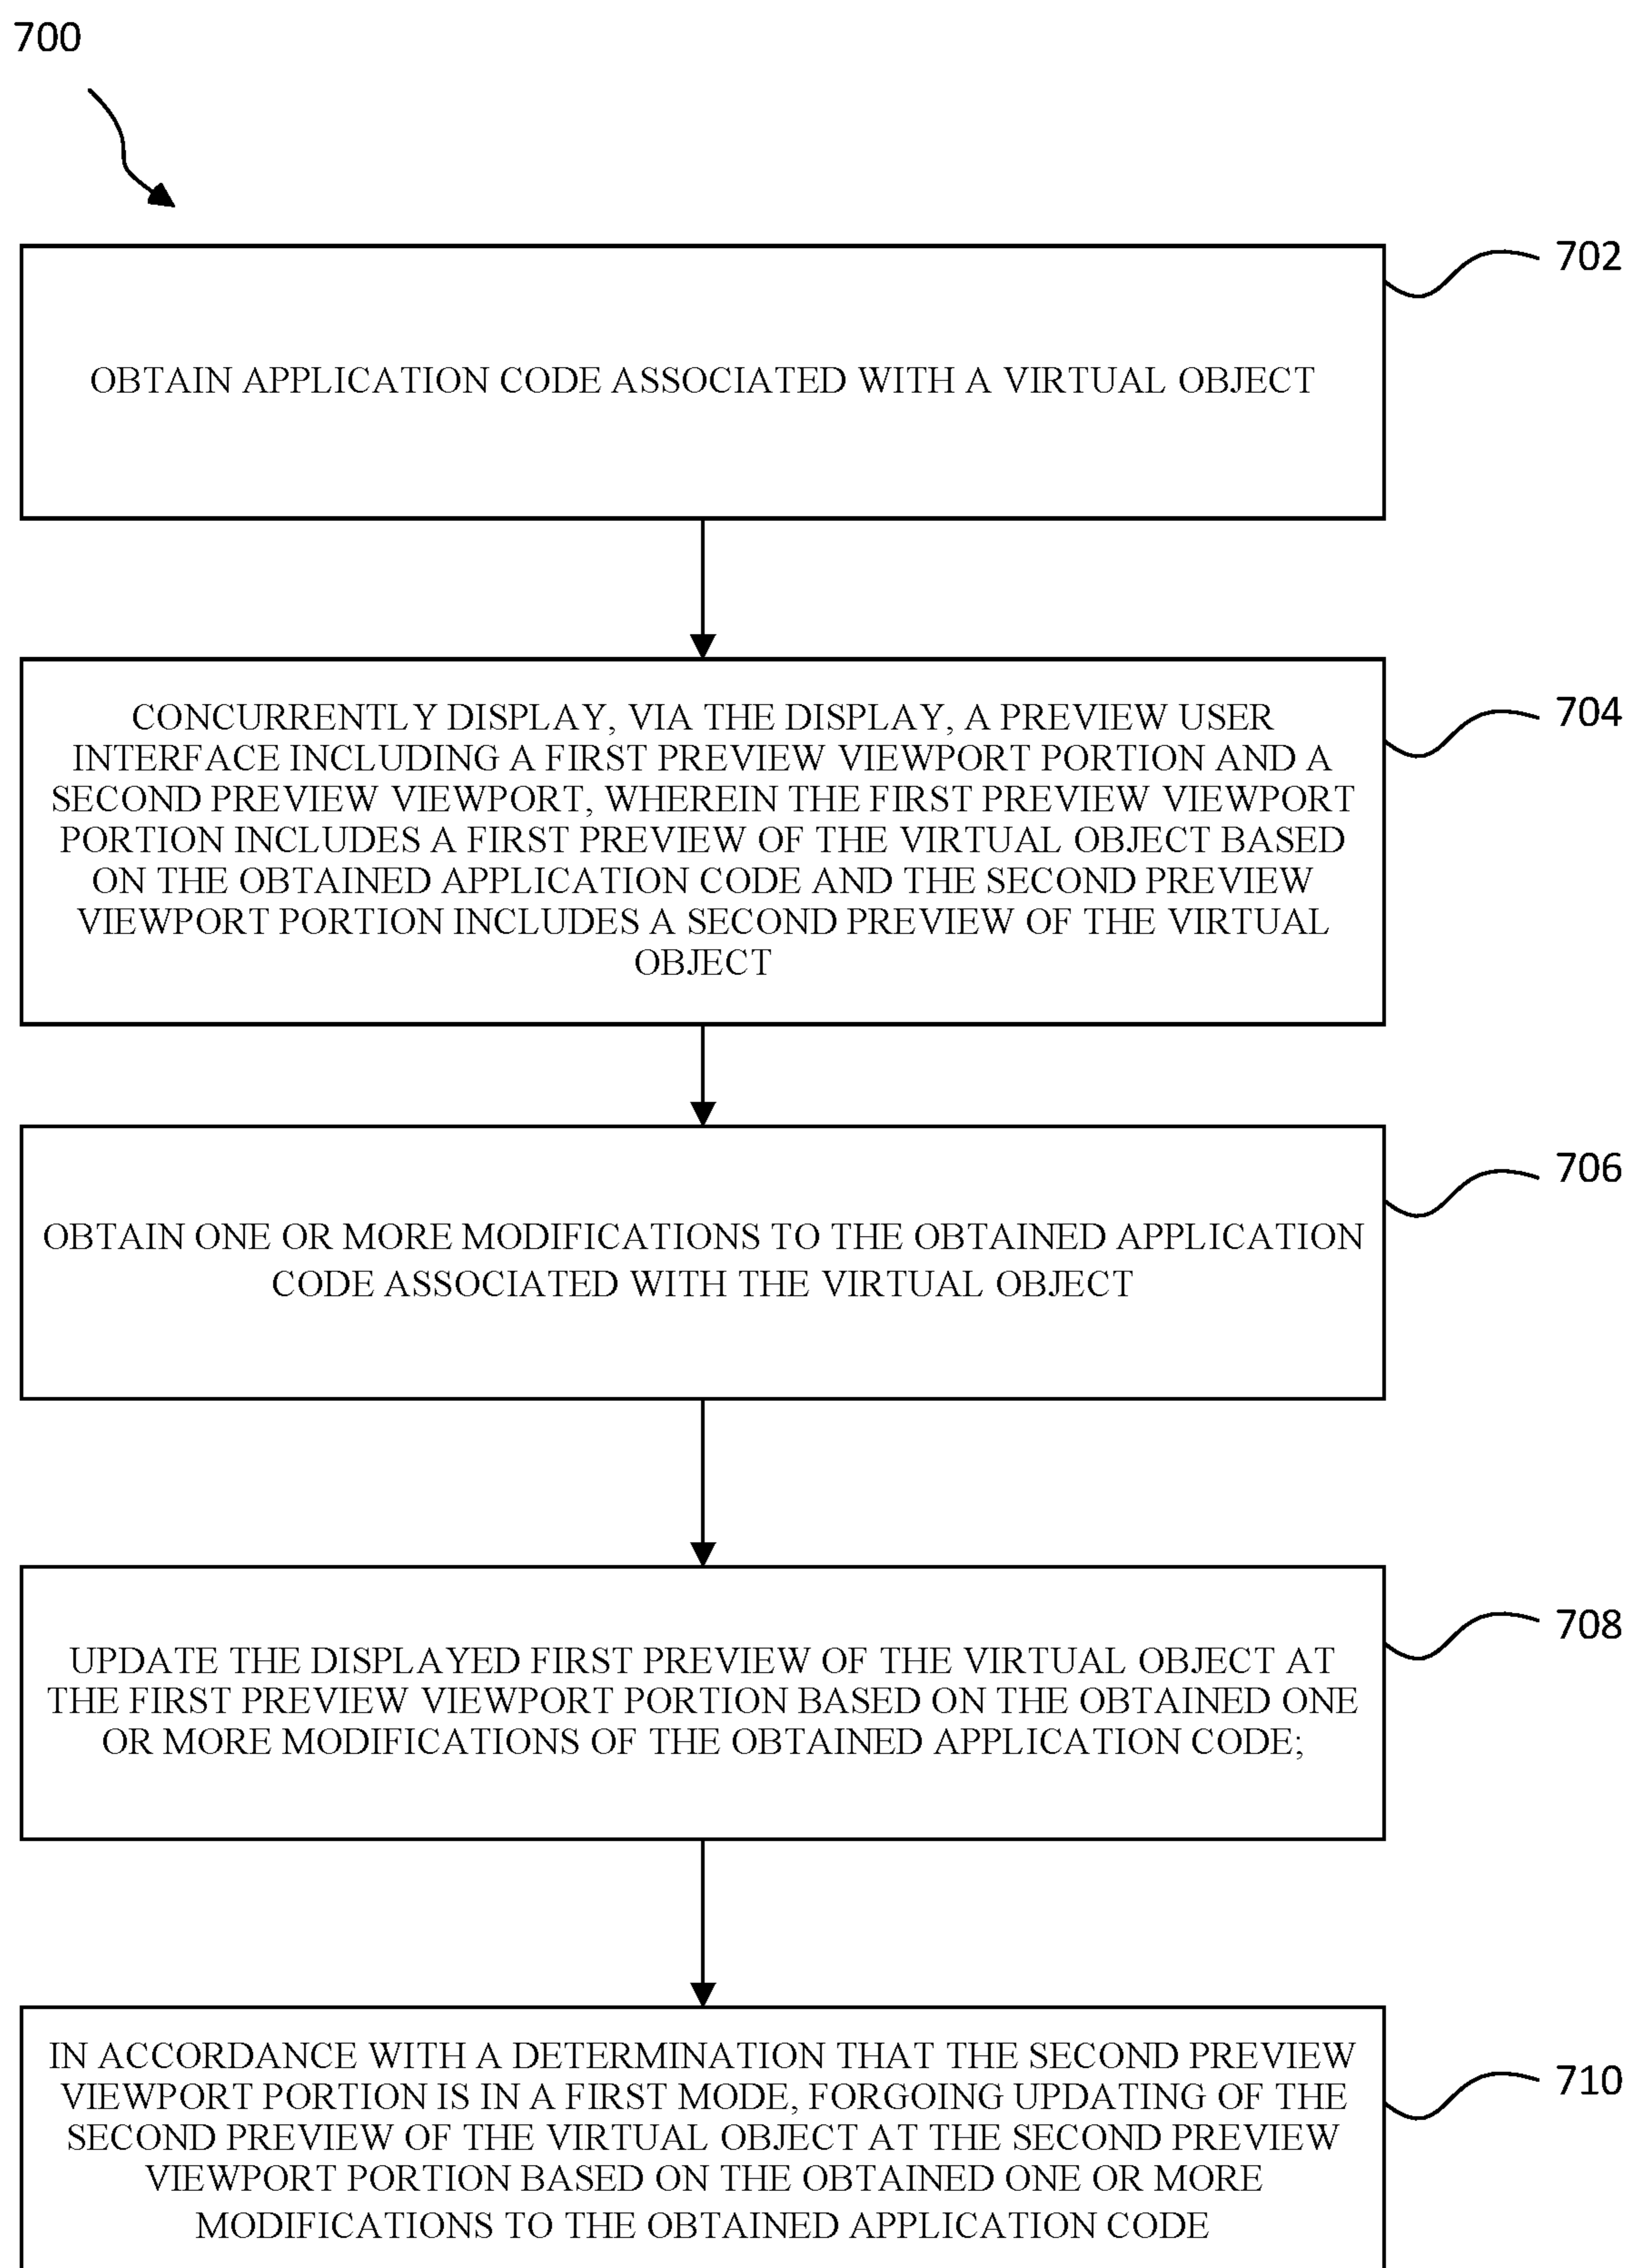 700
702
OBTAIN APPLICATION CODE ASSOCIATED WITH A VIRTUAL OBJECT
704
CONCURRENTLY DISPLAY, VIA THE DISPLAY, A PREVIEW USER
INTERFACE INCLUDING A FIRST PREVIEW VIEWPORT PORTION AND A
SECOND PREVIEW VIEWPORT, WHEREIN THE FIRST PREVIEW VIEWPORT
PORTION INCLUDES A FIRST PREVIEW OF THE VIRTUAL OBJECT BASED
ON THE OBTAINED APPLICATION CODE AND THE SECOND PREVIEW
VIEWPORT PORTION INCLUDES A SECOND PREVIEW OF THE VIRTUAL
OBJECT
706
OBTAIN ONE OR MORE MODIFICATIONS TO THE OBTAINED APPLICATION
CODE ASSOCIATED WITH THE VIRTUAL OBJECT
708
UPDATE THE DISPLAYED FIRST PREVIEW OF THE VIRTUAL OBJECT AT
THE FIRST PREVIEW VIEWPORT PORTION BASED ON THE OBTAINED ONE
OR MORE MODIFICATIONS OF THE OBTAINED APPLICATION CODE;
710
IN ACCORDANCE WITH A DETERMINATION THAT THE SECOND PREVIEW
VIEWPORT PORTION IS IN A FIRST MODE, FORGOING UPDATING OF THE
SECOND PREVIEW OF THE VIRTUAL OBJECT AT THE SECOND PREVIEW
VIEWPORT PORTION BASED ON THE OBTAINED ONE OR MORE
MODIFICATIONS TO THE OBTAINED APPLICATION CODE